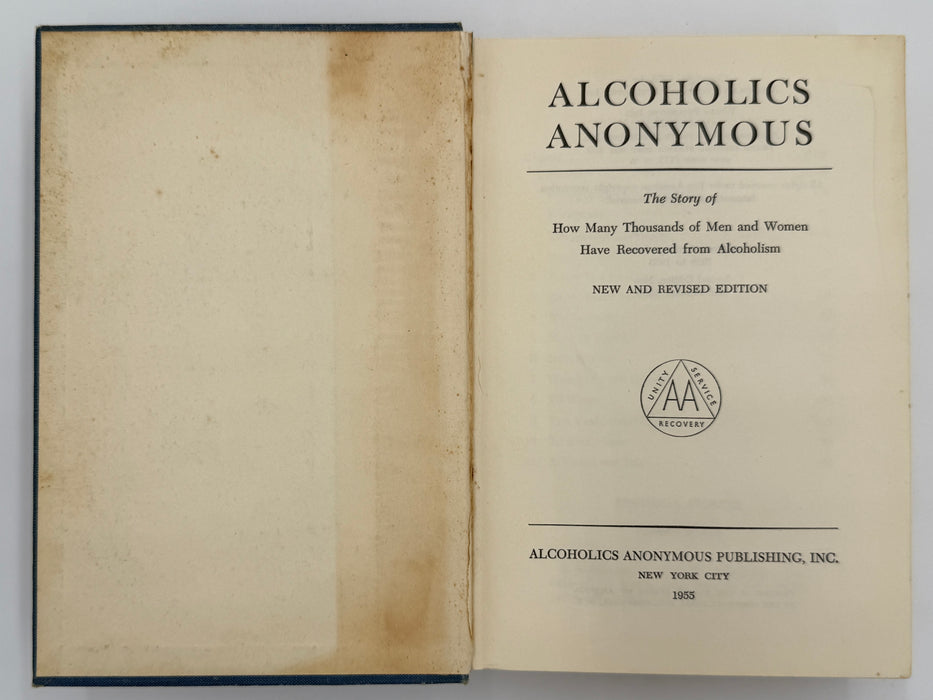 ALCOHOLICS
ANONYMOUS
The Story of
How Many Thousands of Men and Women
Have Recovered from Alcoholism
NEW AND REVISED EDITION
UNITY
SERVICE
AA
RECOVERY
ALCOHOLICS ANONYMOUS PUBLISHING, INC.
NEW YORK CITY
1955